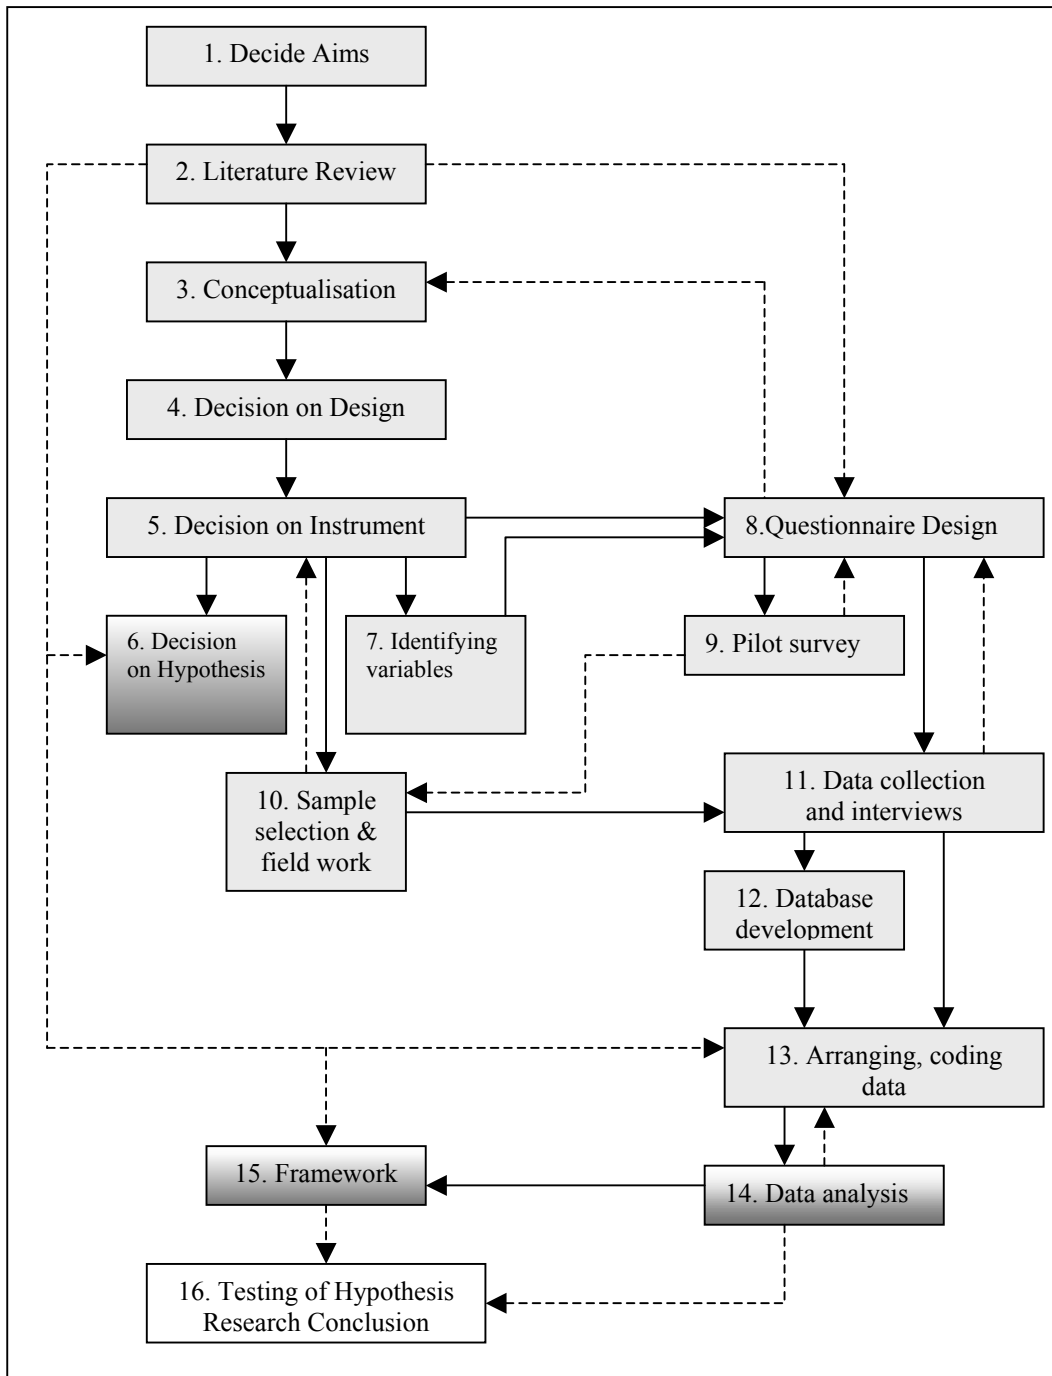 1. Decide Aims
2. Literature Review
3. Conceptualisation
4. Decision on Design
5. Decision on Instrument
8.Questionnaire Design
6. Decision
on Hypothesis
7. Identifying
variables
9. Pilot survey
10. Sample
selection &
field work
11. Data collection
and interviews
12. Database
development
13. Arranging, coding
data
15. Framework
14. Data analysis
16. Testing of Hypothesis
Research Conclusion